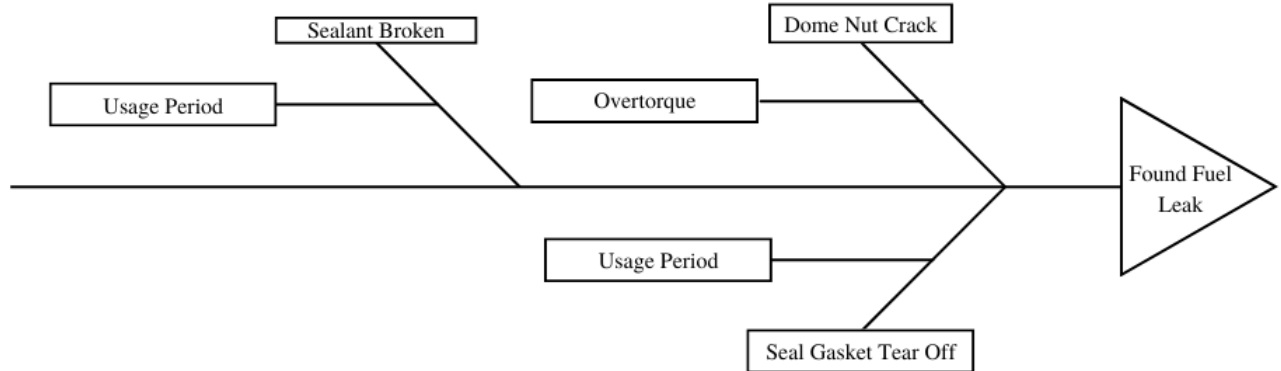 Sealant Broken
Dome Nut Crack
Usage Period
Overtorque
Found Fuel
Leak
Usage Period
Seal Gasket Tear Off